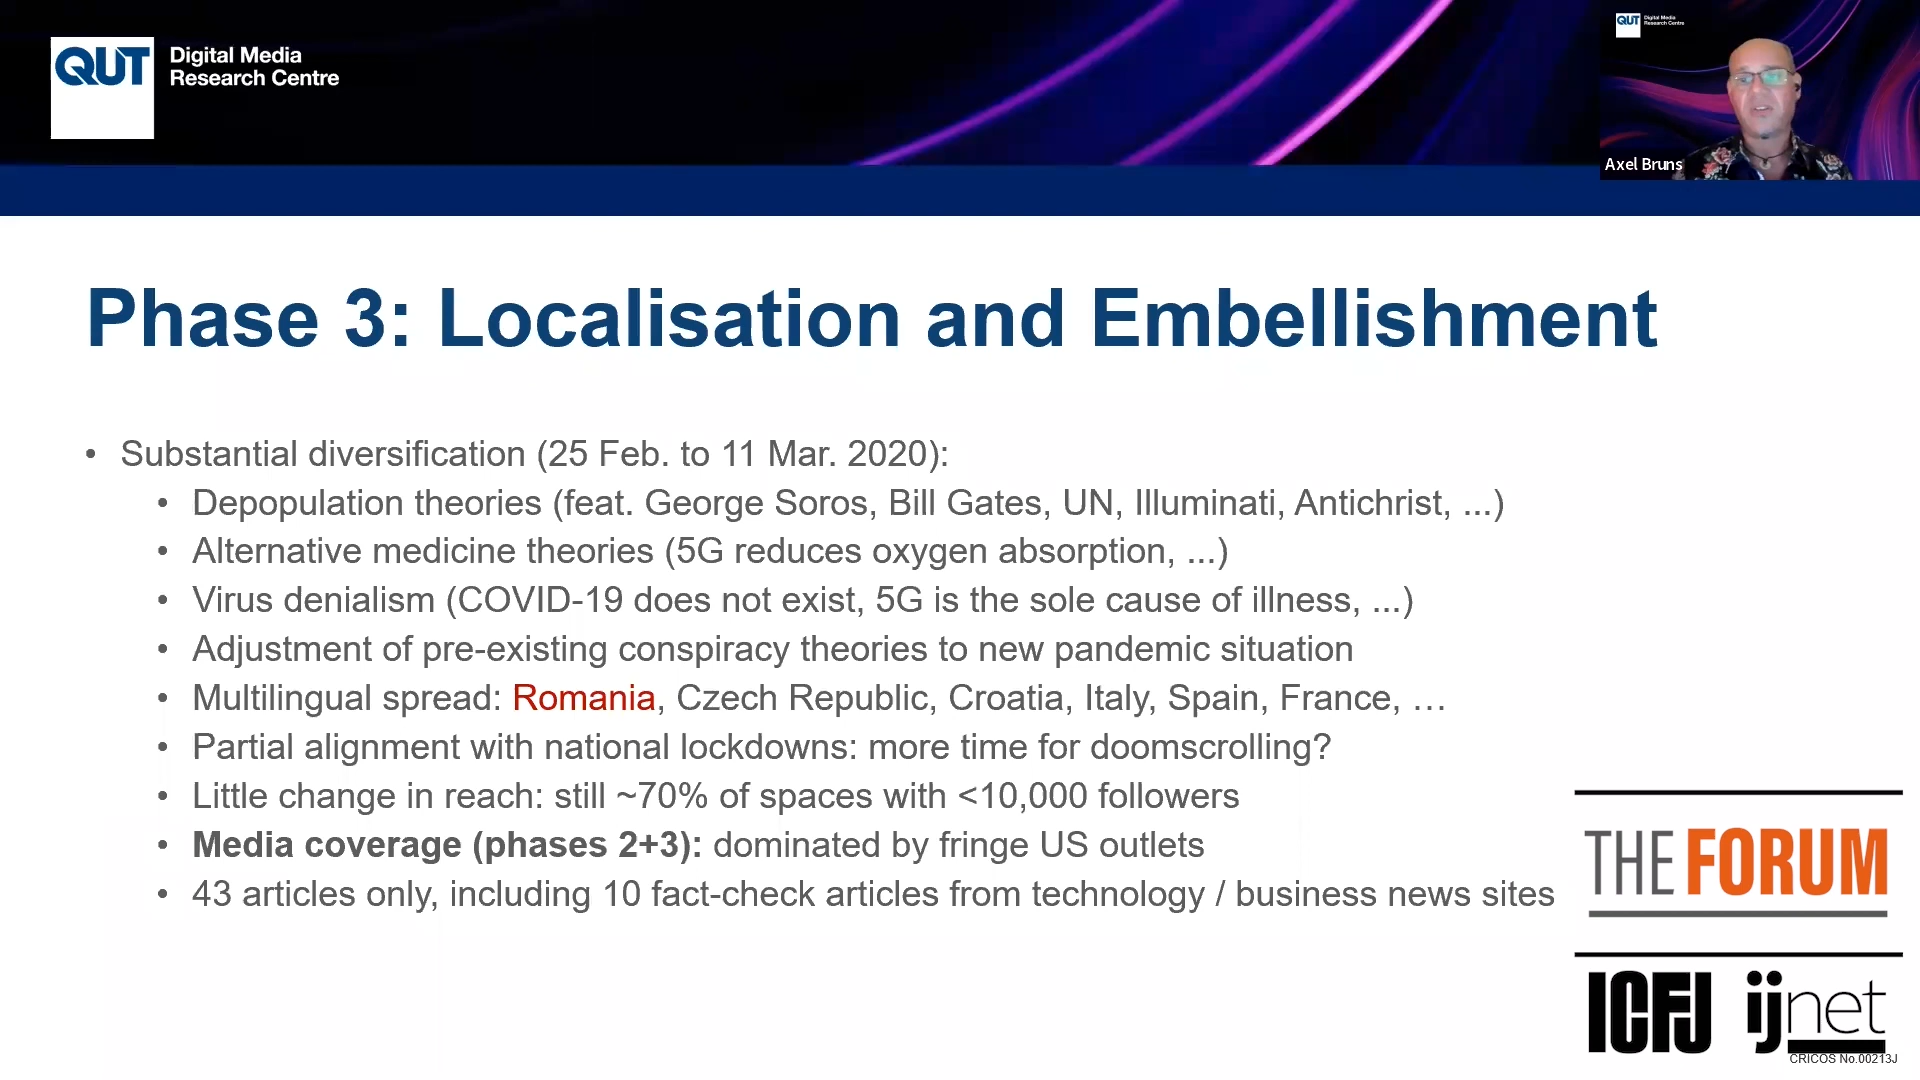 QUT
Digital Media
Research Centre
QUT
Digital Media
Research Centre
Axel Bruns
Phase 3: Localisation and Embellishment
• Substantial diversification (25 Feb. to 11 Mar. 2020):
• Depopulation theories (feat. George Soros, Bill Gates, UN, Illuminati, Antichrist, ...)
• Alternative medicine theories (5G reduces oxygen absorption, ...)
• Virus denialism (COVID-19 does not exist, 5G is the sole cause of illness, ...)
• Adjustment of pre-existing conspiracy theories to new pandemic situation
• Multilingual spread: Romania, Czech Republic, Croatia, Italy, Spain, France, …
• Partial alignment with national lockdowns: more time for doomscrolling?
• Little change in reach: still ~70% of spaces with <10,000 followers
• Media coverage (phases 2+3): dominated by fringe US outlets
• 43 articles only, including 10 fact-check articles from technology / business news sites
THE FORUM
ICFJ ijnet
CRICOS No.00213J